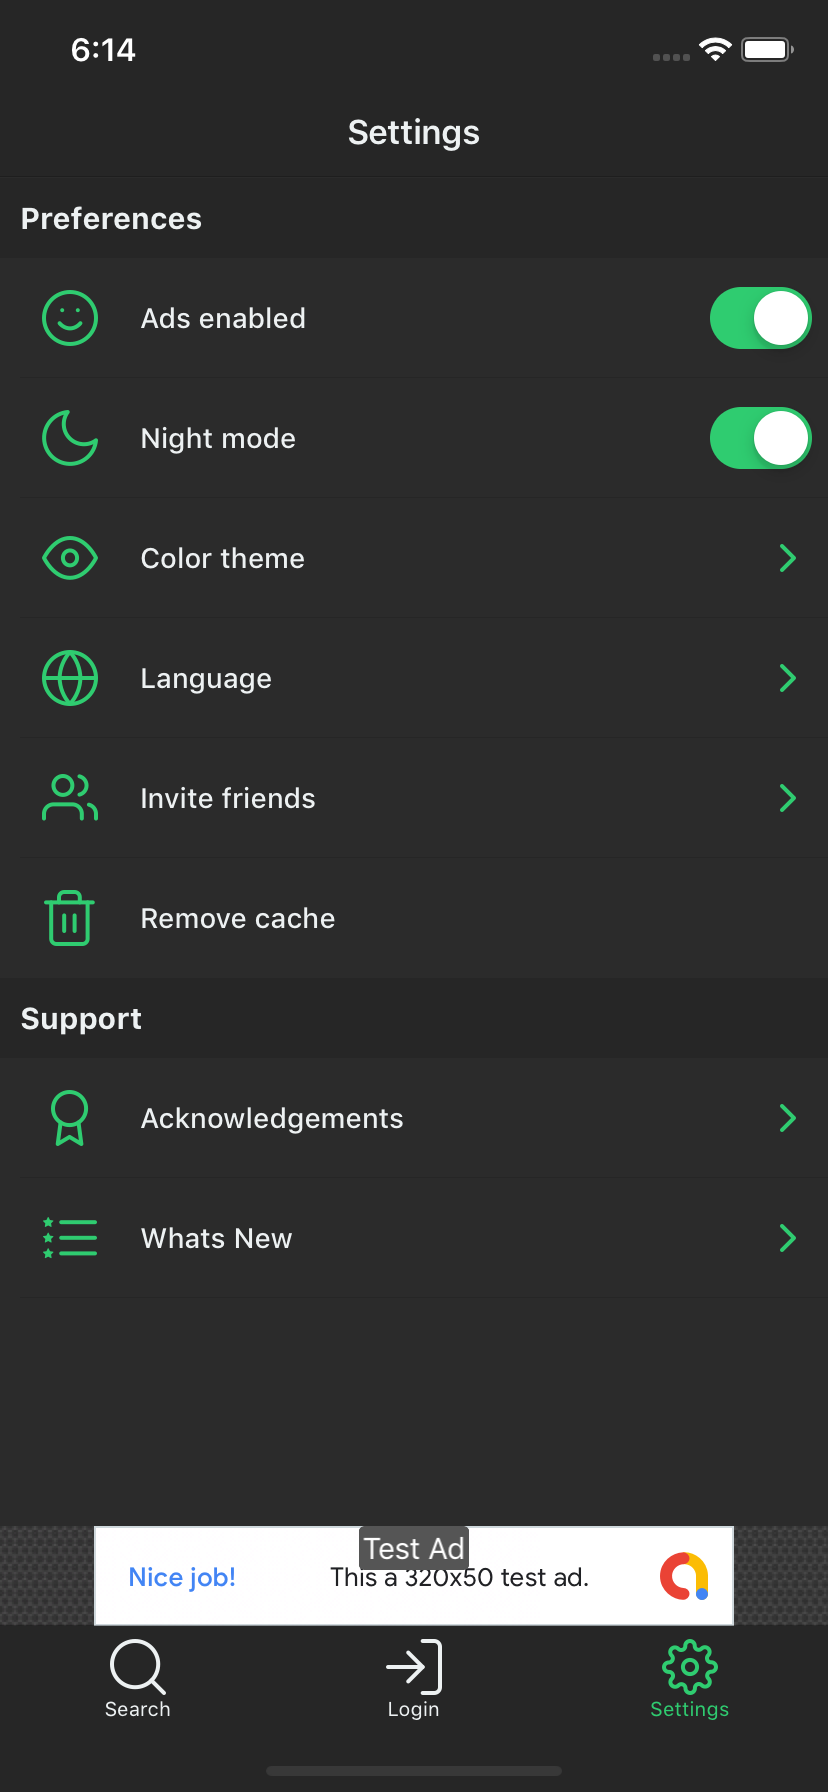 6:14
Settings
Preferences
Ads enabled
Night mode
Color theme
Language
Invite friends
Remove cache
Support
Acknowledgements
Whats New
Test Ad
Nice job!
This a 320x50 test ad.
Search
Login
Settings